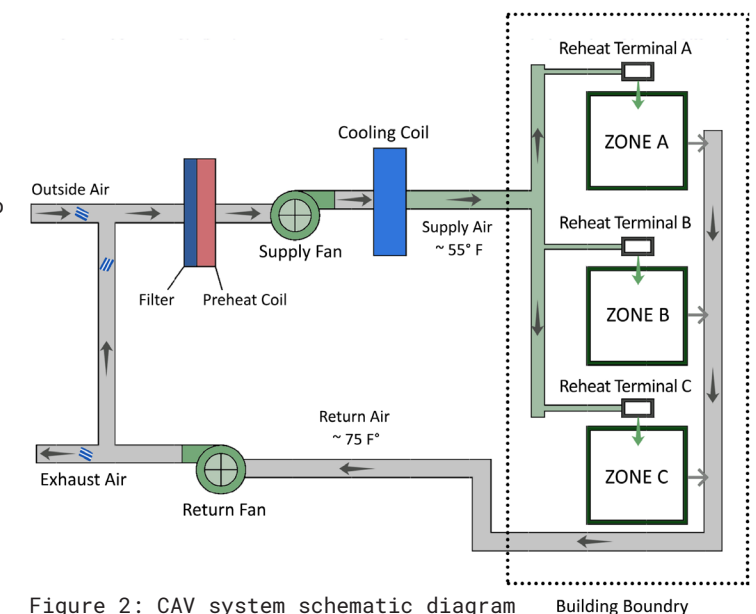 Reheat Terminal A
ZONE A
Cooling Coil
Outside Air
Supply Fan
Supply Air
~ 55° F
Filter
Preheat Coil
Reheat Terminal B
ZONE B
Reheat Terminal C
ZONE C
Return Air
~ 75 F°
Exhaust Air
Return Fan
Figure 2: CAV system schematic diagram
Building Boundry